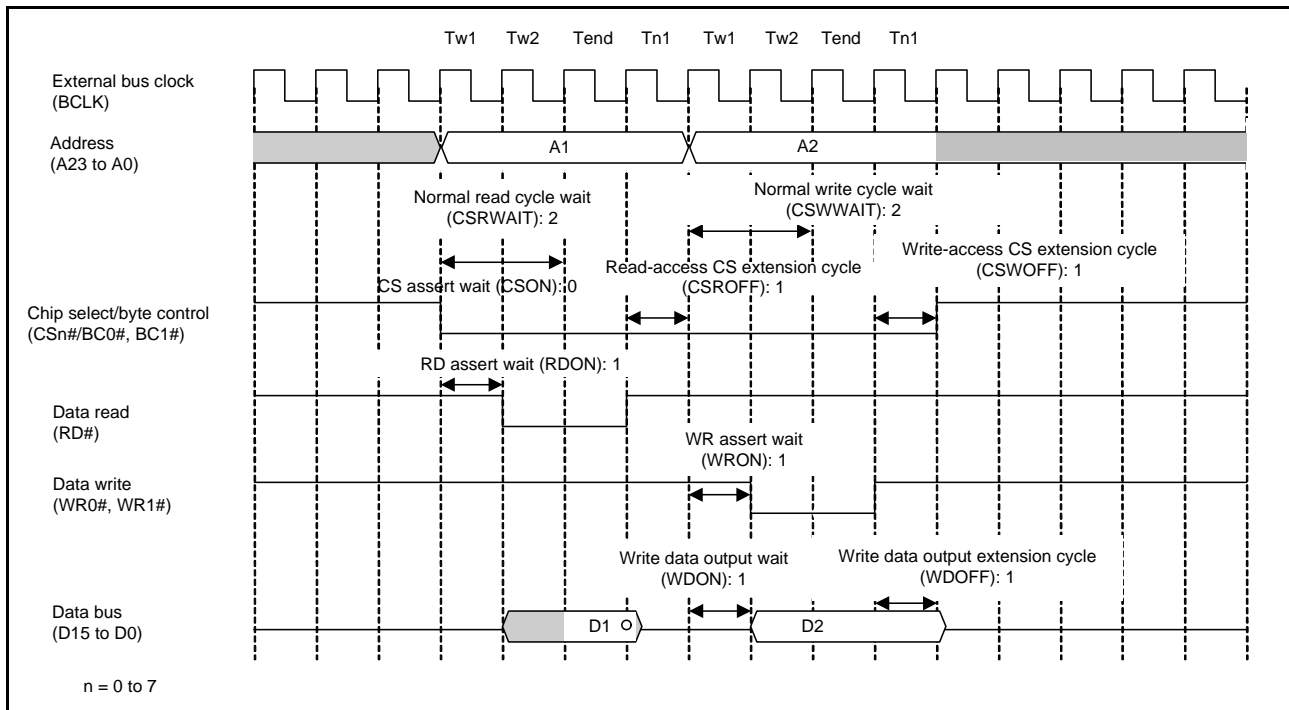 Tw1 Tw2 Tend Tn1 Tw1 Tw2 Tend Tn1
External bus clock
(BCLK)
Address
(A23 to A0)
A1
A2
Normal read cycle wait
(CSRWAIT): 2
Normal write cycle wait
(CSWWAIT): 2
CS assert wait (CSON): 0
Read-access CS extension cycle
(CSROFF): 1
Write-access CS extension cycle
(CSWOFF): 1
Chip select/byte control
(CSn#/BC0#, BC1#)
RD assert wait (RDON): 1
Data read
(RD#)
WR assert wait
(WRON): 1
Data write
(WR0#, WR1#)
Write data output wait
(WDON): 1
Write data output extension cycle
(WDOFF): 1
Data bus
(D15 to D0)
D1
D2
n = 0 to 7